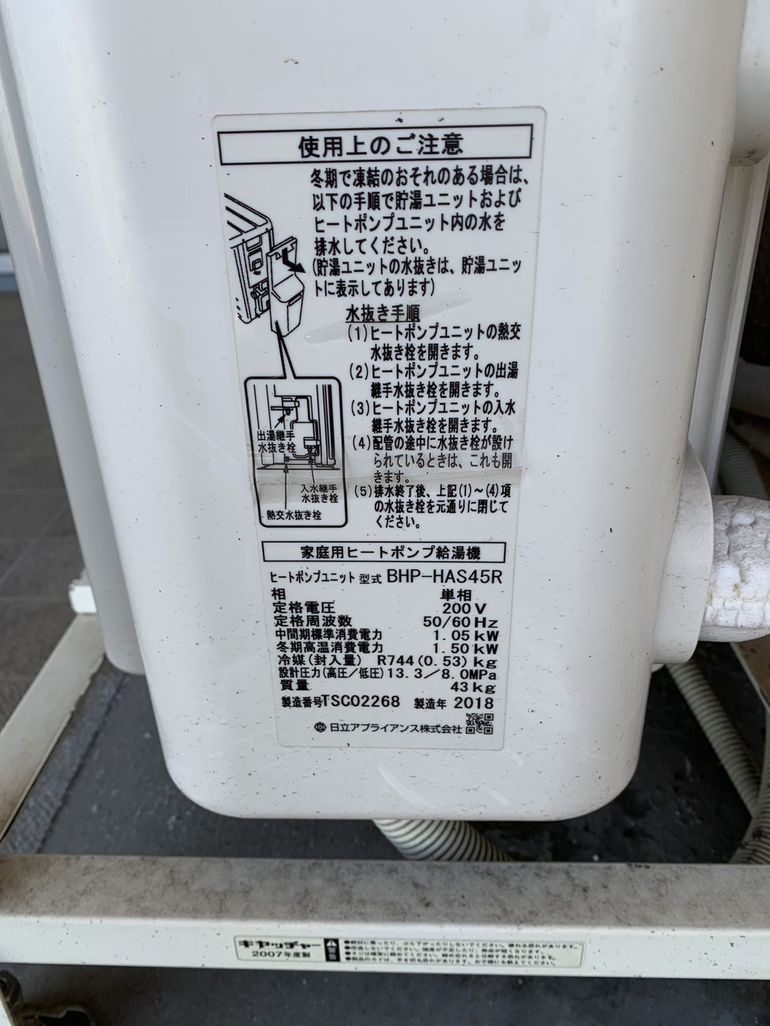 使用上のご注意
冬期で凍結のおそれのある場合は、
以下の手順で貯湯ユニットおよび
ヒートポンプユニット内の水を
排水してください。
(貯湯ユニットの水抜きは、貯湯ユニッ
トに表示してあります)
水抜き手順
(1)ヒートポンプユニットの熱交
水抜き栓を開きます。
(2)ヒートポンプユニットの出湯
継手水抜き栓を開きます。
(3)ヒートポンプユニットの入水
継手水抜き栓を開きます。
(4)配管の途中に水抜き栓が設け
られているときは、これも開
きます。
(5)排水終了後、上記(1)~(4)項
の水抜き栓を元通りに閉じて
ください。
出湯継手
水抜き栓
入水継手
水抜き栓
熱交水抜き栓
家庭用ヒートポンプ給湯機
ヒートポンプユニット 型式 BHP-HAS45R
相 単相
定格電圧 200V
定格周波数 50/60Hz
中間期標準消費電力 1.05kW
冬期高温消費電力 1.50kW
冷媒(封入量) R744(0.53)kg
設計圧力(高圧/低圧)13.3/8.0MPa
質量 43kg
製造番号TSC02268 製造年 2018
日立アプライアンス株式会社
キャッチャー
2007年度製
警告